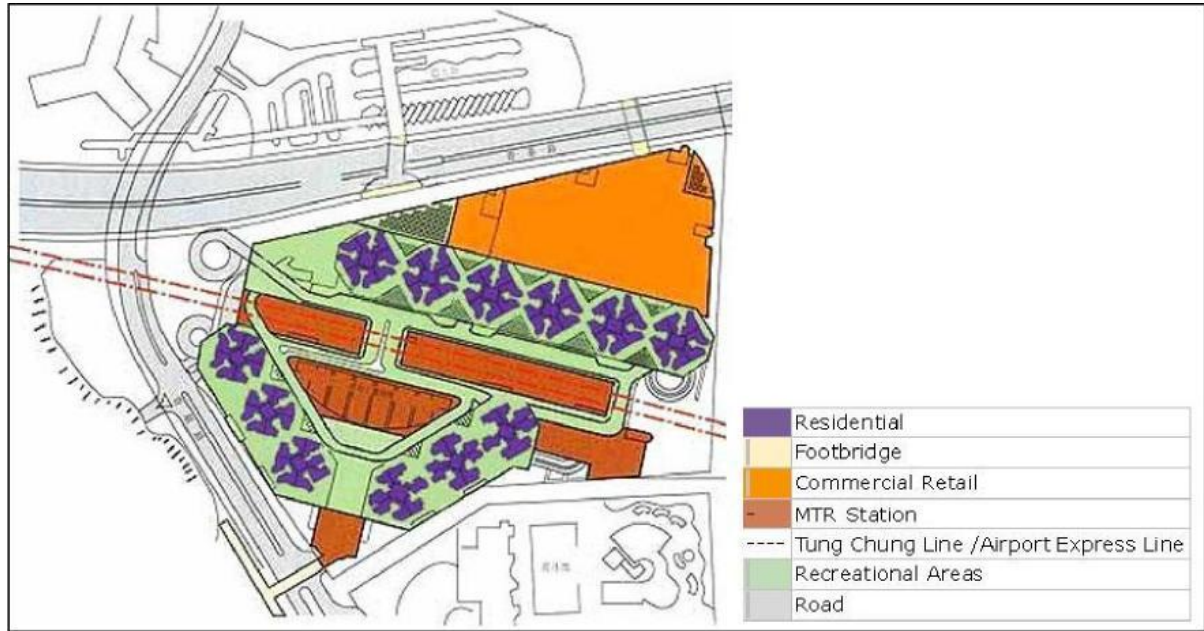 Residential
Footbridge
Commercial Retail
MTR Station
Tung Chung Line /Airport Express Line
Recreational Areas
Road